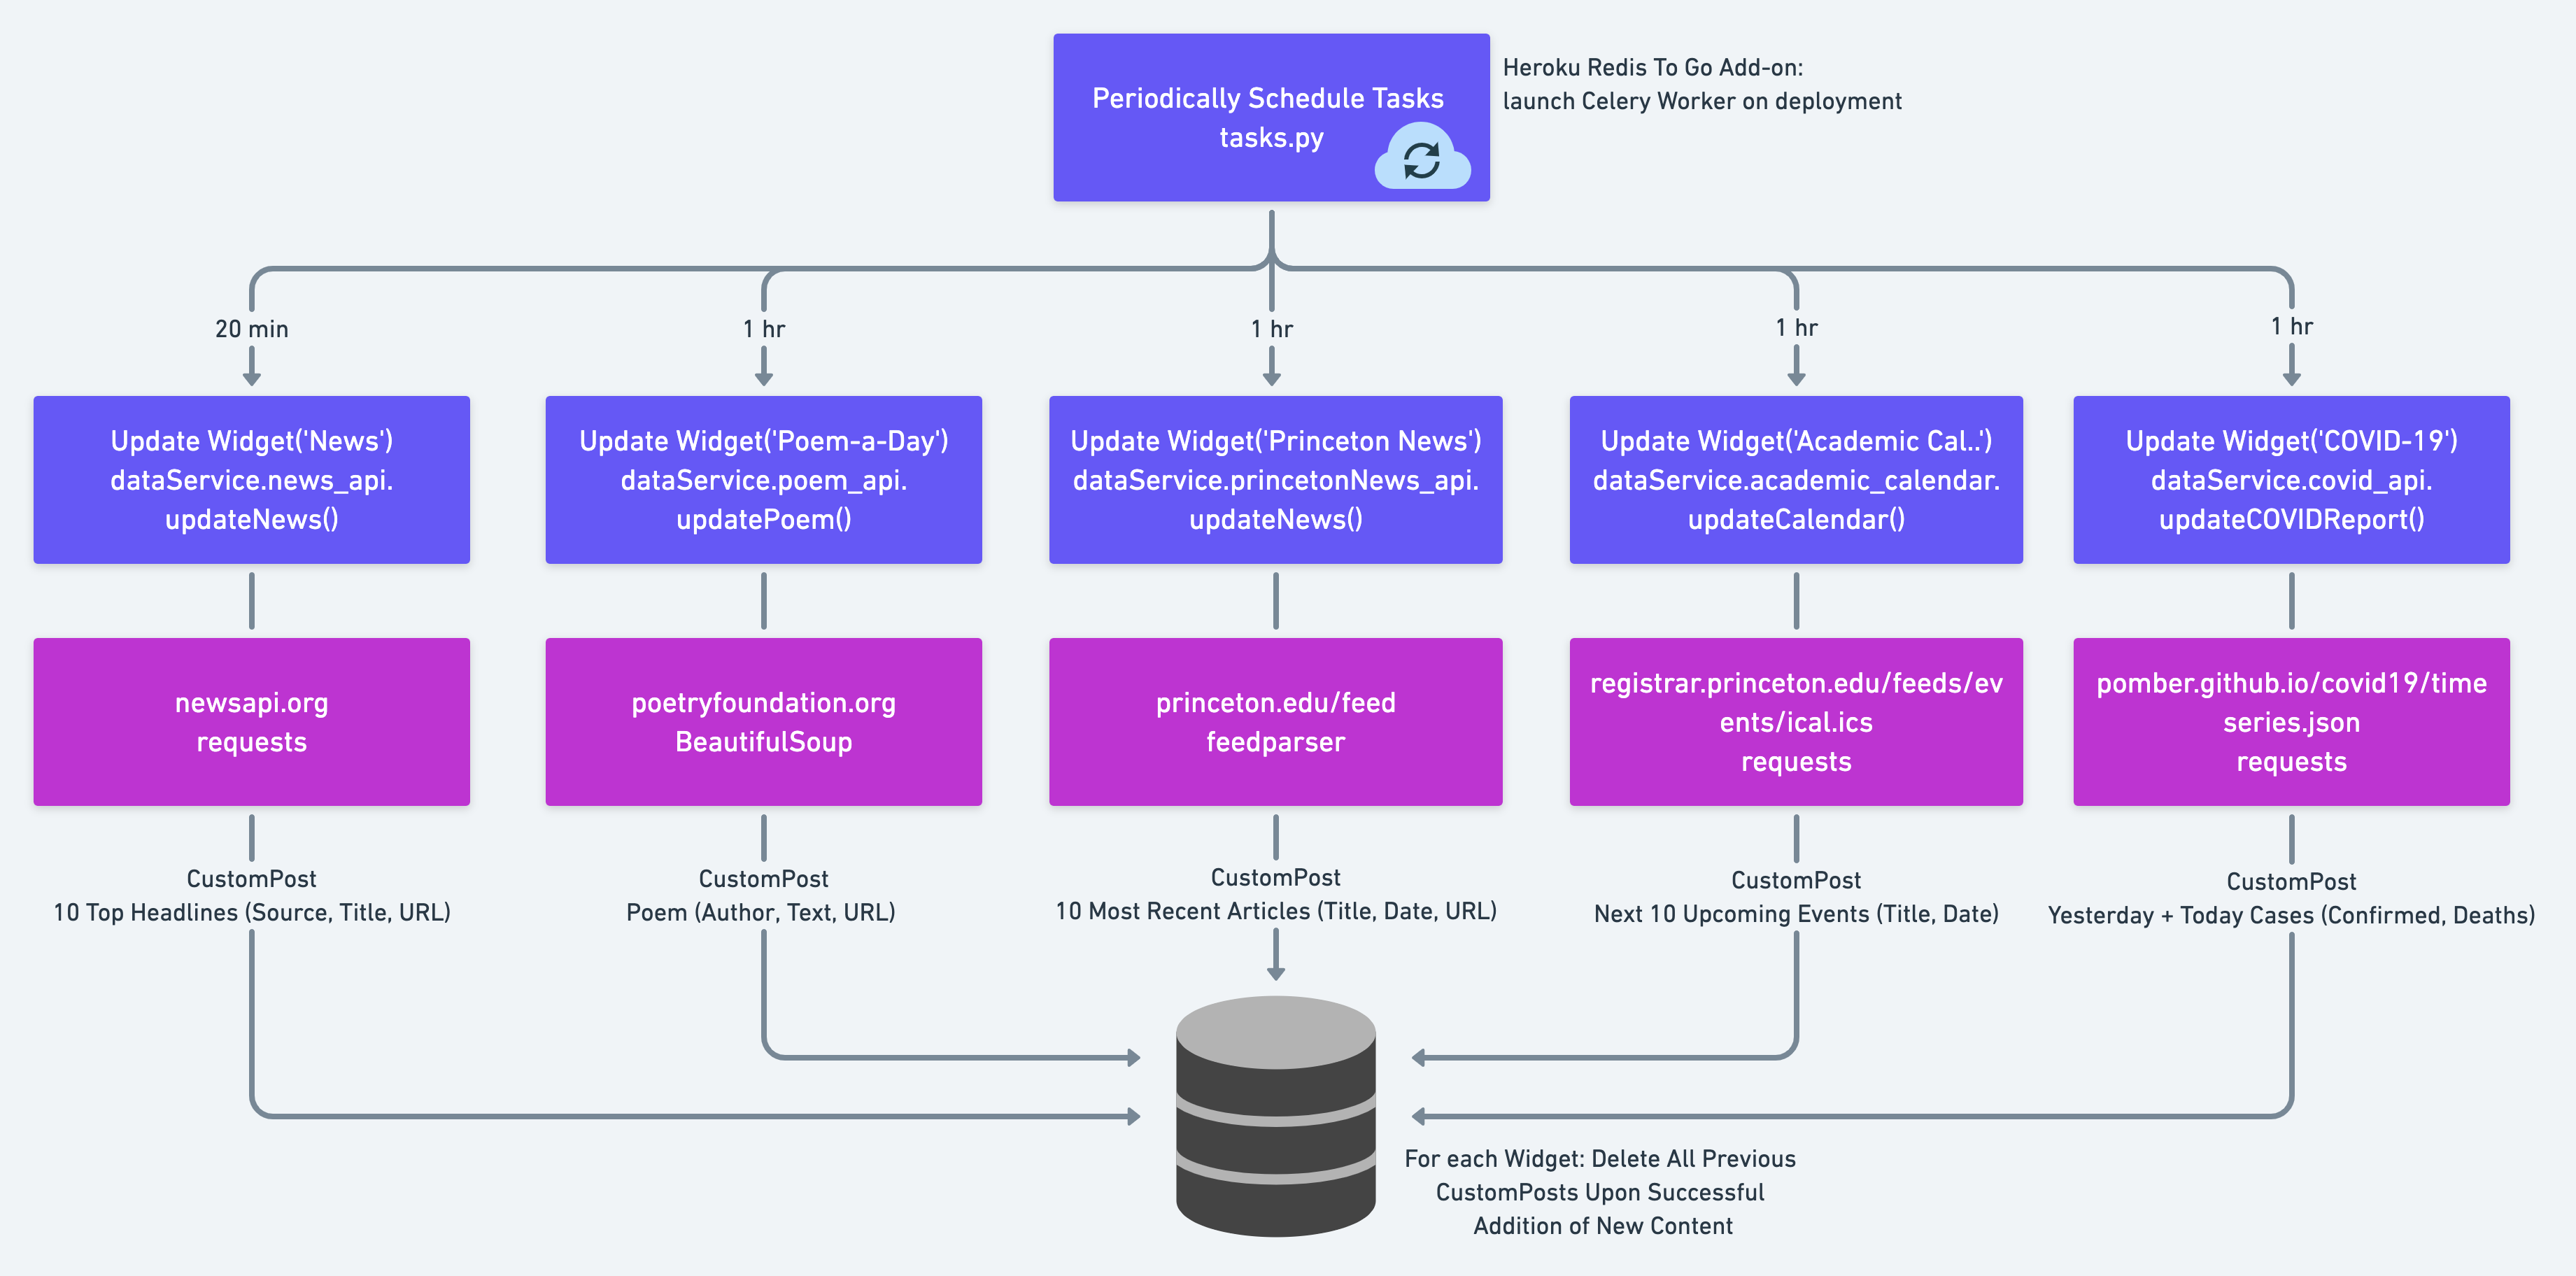 Periodically Schedule Tasks
tasks.py
Heroku Redis To Go Add-on:
launch Celery Worker on deployment
20 min
1 hr
1 hr
1 hr
1 hr
Update Widget('News')
dataService.news_api.
updateNews()
Update Widget('Poem-a-Day')
dataService.poem_api.
updatePoem()
Update Widget('Princeton News')
dataService.princetonNews_api.
updateNews()
Update Widget('Academic Cal..')
dataService.academic_calendar.
updateCalendar()
Update Widget('COVID-19')
dataService.covid_api.
updateCOVIDReport()
newsapi.org
requests
poetryfoundation.org
BeautifulSoup
princeton.edu/feed
feedparser
registrar.princeton.edu/feeds/ev
ents/ical.ics
requests
pomber.github.io/covid19/time
series.json
requests
CustomPost
10 Top Headlines (Source, Title, URL)
CustomPost
Poem (Author, Text, URL)
CustomPost
10 Most Recent Articles (Title, Date, URL)
CustomPost
Next 10 Upcoming Events (Title, Date)
CustomPost
Yesterday + Today Cases (Confirmed, Deaths)
For each Widget: Delete All Previous
CustomPosts Upon Successful
Addition of New Content